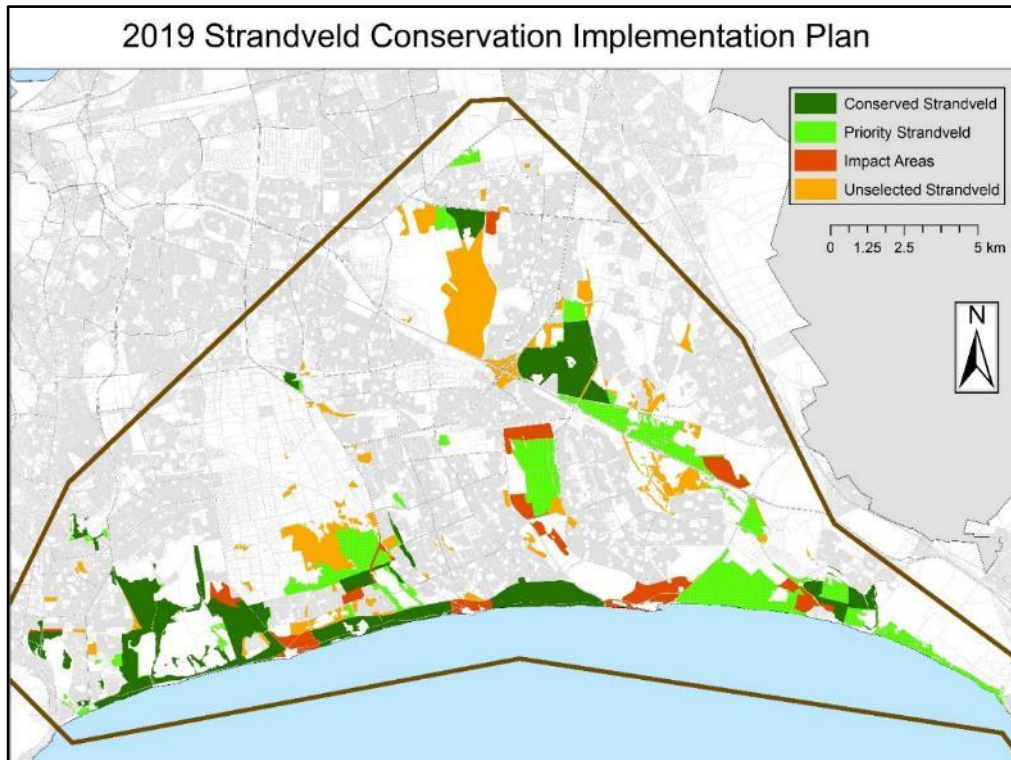 2019 Strandveld Conservation Implementation Plan
Conserved Strandveld
Priority Strandveld
Impact Areas
Unselected Strandveld
0 1.25 2.5 5 km
N